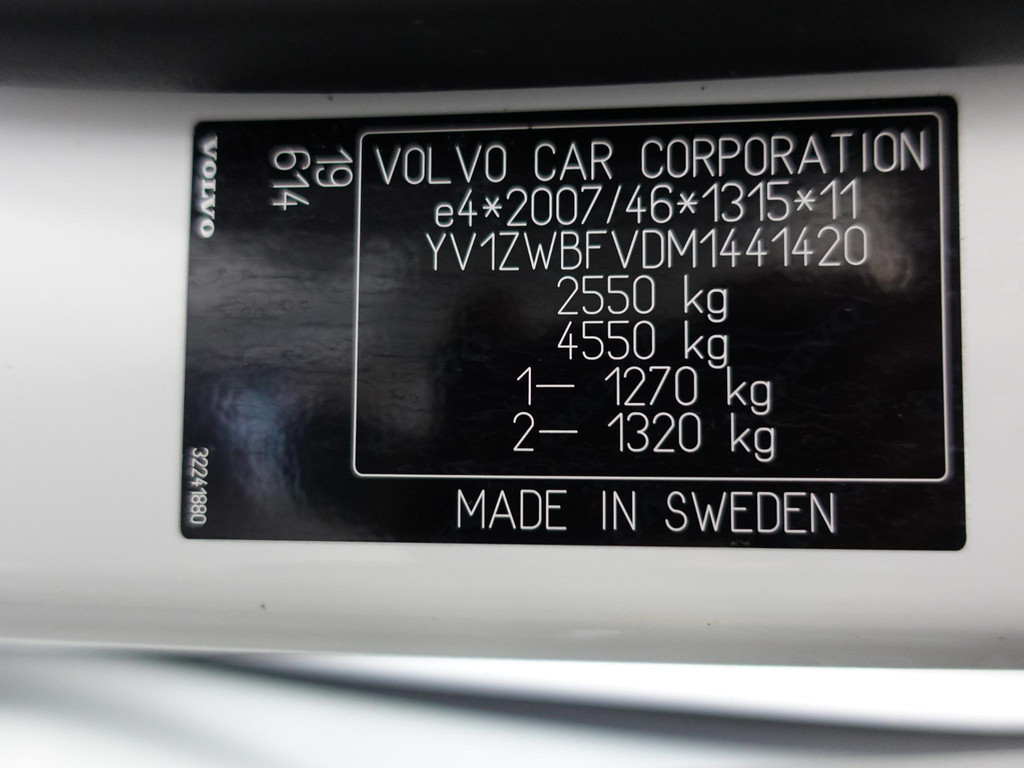 VOLVO
19
614
VOLVO CAR CORPORATION
e4*2007/46*1315*11
YV1ZWBFVDM1441420
2550 kg
4550 kg
1— 1270 kg
2— 1320 kg
32241880
MADE IN SWEDEN